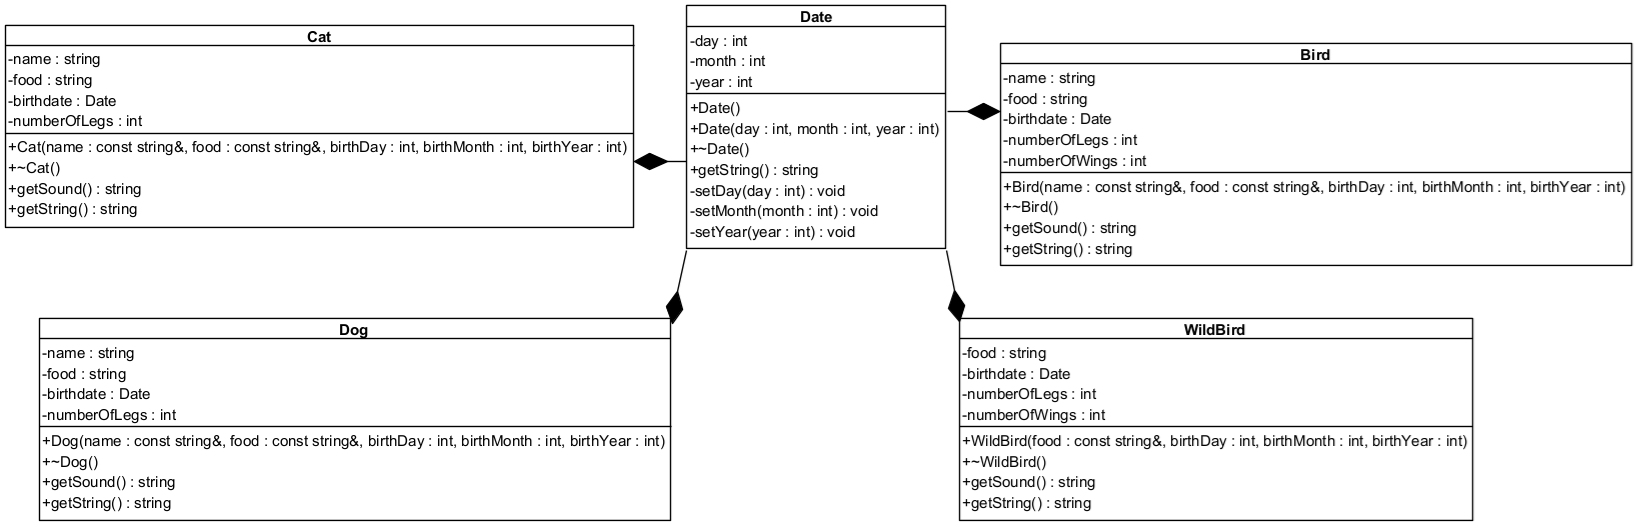 Cat
-name : string
-food : string
-birthdate : Date
-numberOfLegs : int
+Cat(name : const string&, food : const string&, birthDay : int, birthMonth : int, birthYear : int)
+~Cat()
+getSound() : string
+getString() : string
Date
-day : int
-month : int
-year : int
+Date()
+Date(day : int, month : int, year : int)
+~Date()
+getString() : string
-setDay(day : int) : void
-setMonth(month : int) : void
-setYear(year : int) : void
Bird
-name : string
-food : string
-birthdate : Date
-numberOfLegs : int
-numberOfWings : int
+Bird(name : const string&, food : const string&, birthDay : int, birthMonth : int, birthYear : int)
+~Bird()
+getSound() : string
+getString() : string
Dog
-name : string
-food : string
-birthdate : Date
-numberOfLegs : int
+Dog(name : const string&, food : const string&, birthDay : int, birthMonth : int, birthYear : int)
+~Dog()
+getSound() : string
+getString() : string
WildBird
-food : string
-birthdate : Date
-numberOfLegs : int
-numberOfWings : int
+WildBird(food : const string&, birthDay : int, birthMonth : int, birthYear : int)
+~WildBird()
+getSound() : string
+getString() : string